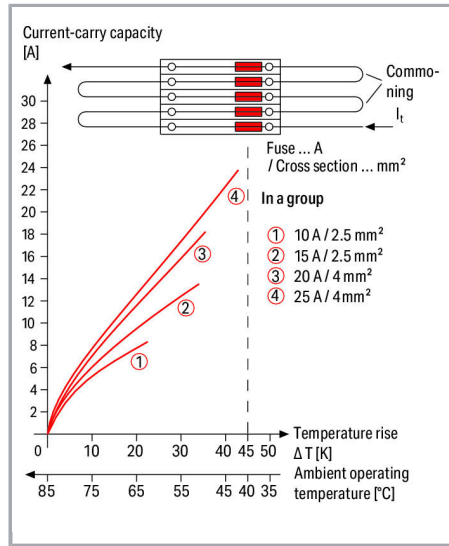 Current-carry capacity
[A]
Commo-
ning
I_t
30
28
26
24
22
20
18
16
14
12
10
8
6
4
2
Fuse ... A
/ Cross section ... mm²
In a group
① 10 A / 2.5 mm²
② 15 A / 2.5 mm²
③ 20 A / 4 mm²
④ 25 A / 4 mm²
④
③
②
①
0 10 20 30 40 45 50
Temperature rise
Δ T [K]
85 75 65 55 45 40 35
Ambient operating
temperature [°C]